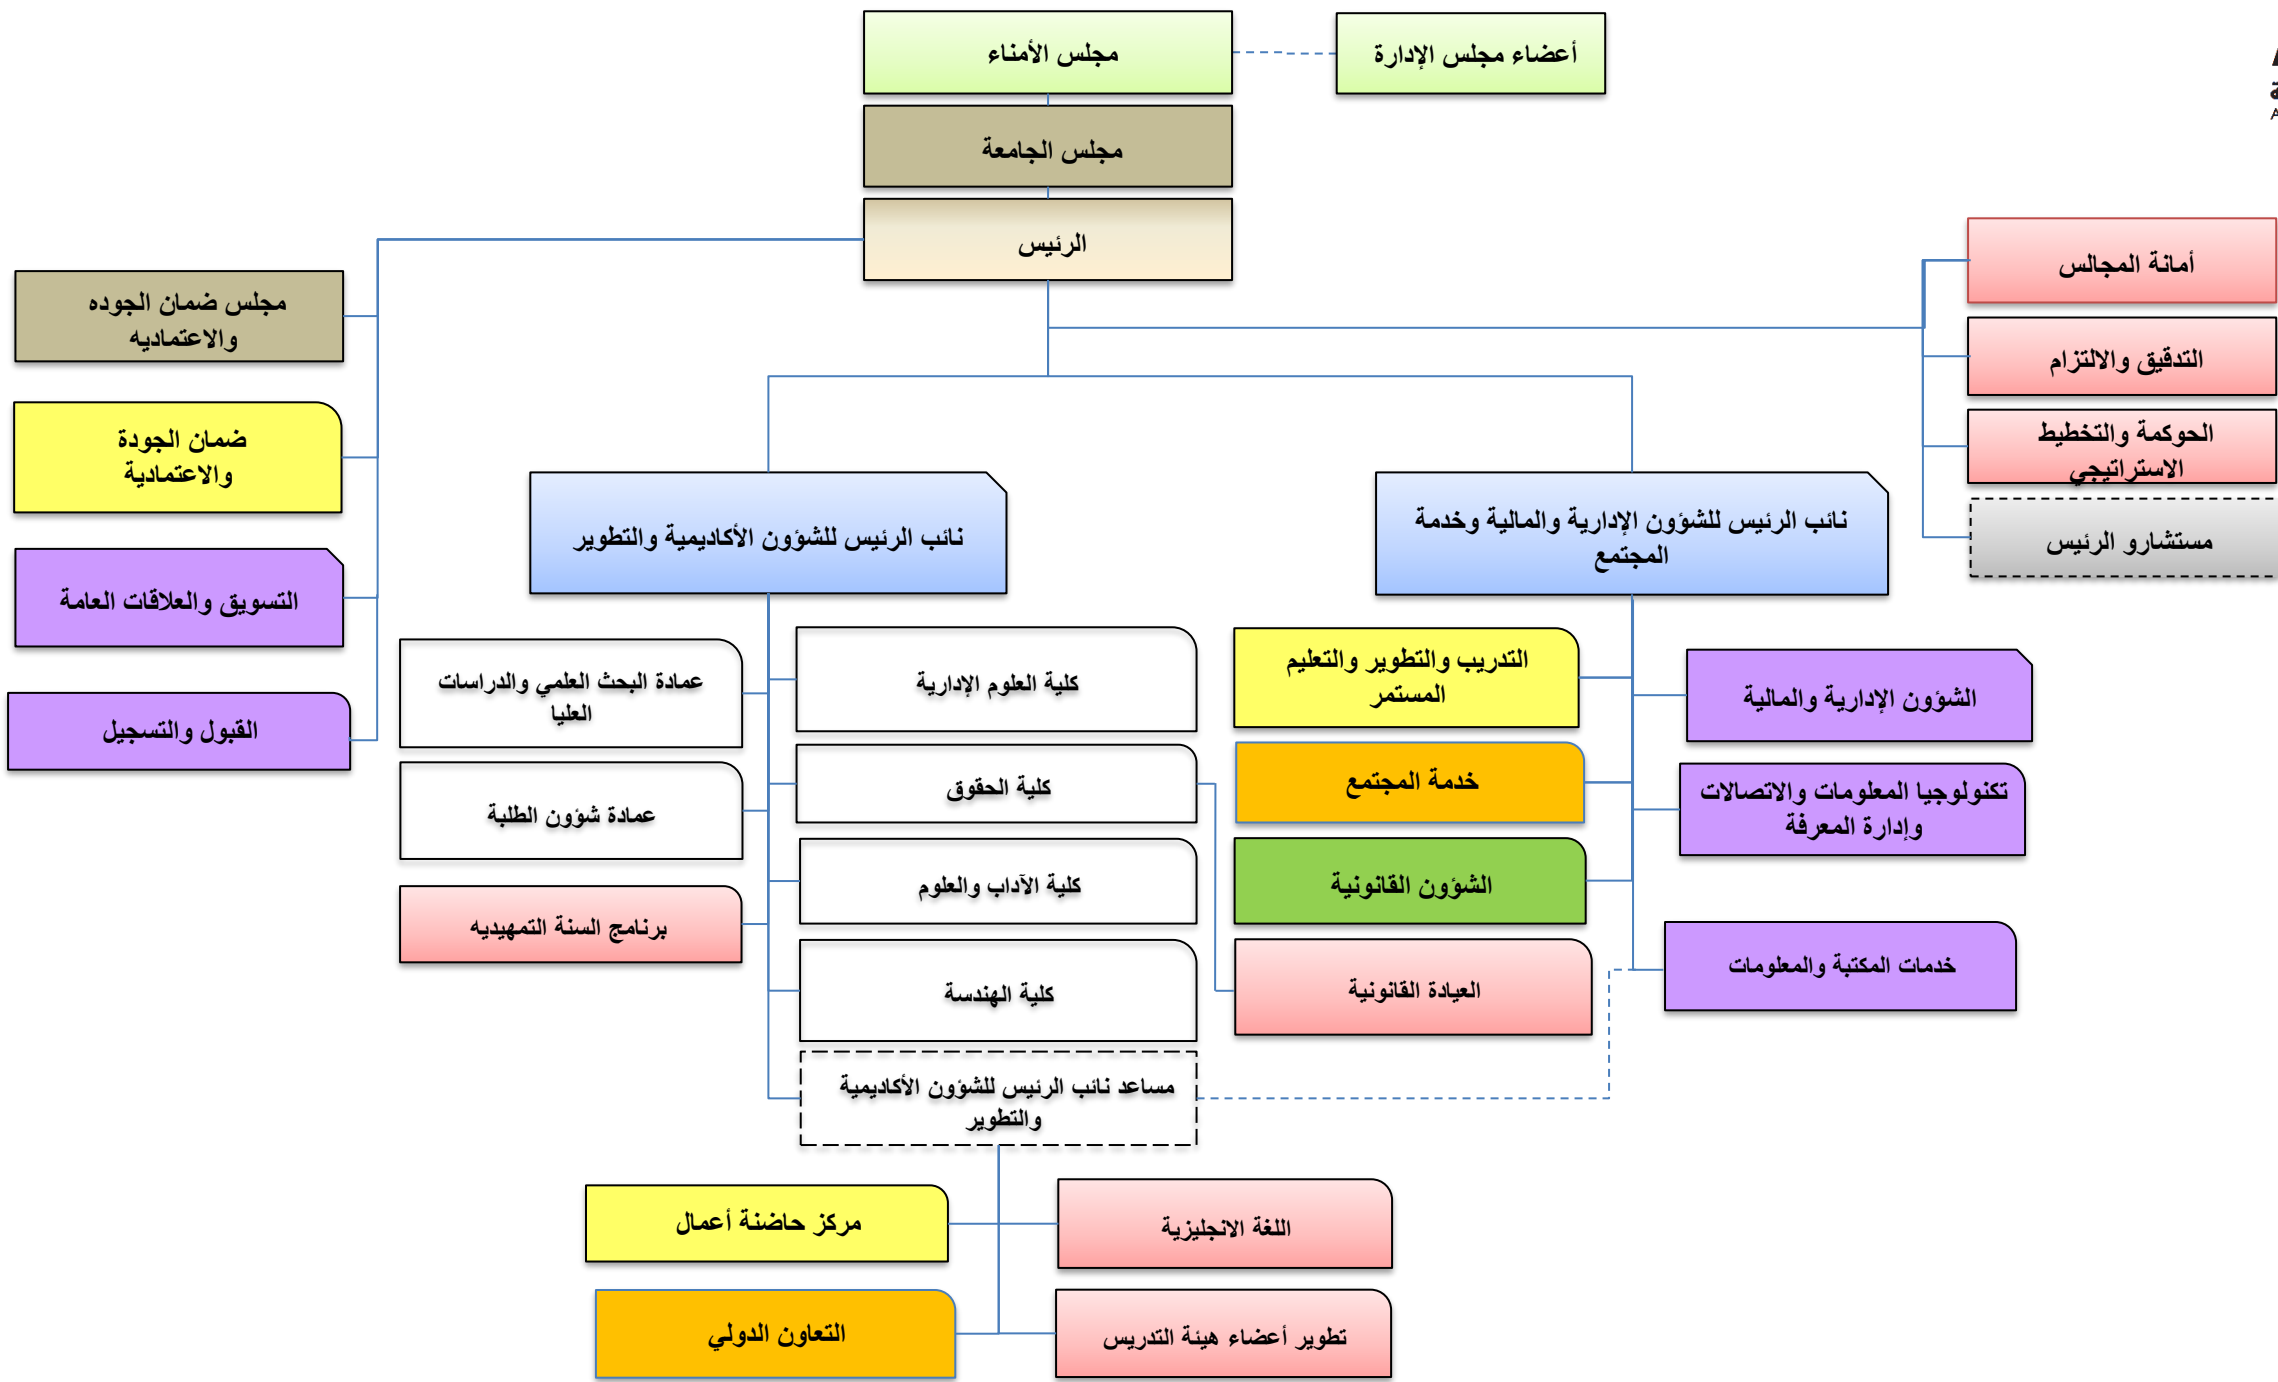 أعضاء مجلس الإدارة
مجلس الأمناء
مجلس الجامعة
الرئيس
أمانة المجالس
التدقيق والالتزام
الحوكمة والتخطيط
الاستراتيجي
مستشارو الرئيس
مجلس ضمان الجوده
والاعتماديه
ضمان الجودة
والاعتمادية
التسويق والعلاقات العامة
القبول والتسجيل
نائب الرئيس للشؤون الإدارية والمالية وخدمة
المجتمع
نائب الرئيس للشؤون الأكاديمية والتطوير
الشؤون الإدارية والمالية
تكنولوجيا المعلومات والاتصالات
وإدارة المعرفة
خدمات المكتبة والمعلومات
التدريب والتطوير والتعليم
المستمر
خدمة المجتمع
الشؤون القانونية
العيادة القانونية
كلية العلوم الإدارية
كلية الحقوق
كلية الآداب والعلوم
كلية الهندسة
مساعد نائب الرئيس للشؤون الأكاديمية
والتطوير
عمادة البحث العلمي والدراسات
العليا
عمادة شؤون الطلبة
برنامج السنة التمهيديه
اللغة الانجليزية
مركز حاضنة أعمال
تطوير أعضاء هيئة التدريس
التعاون الدولي